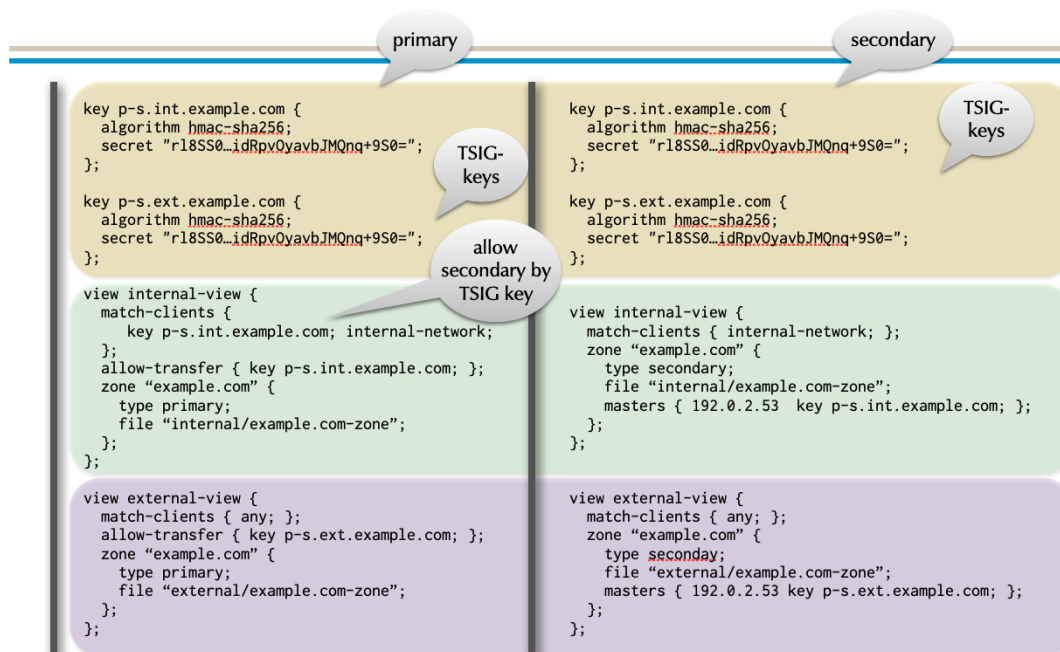 primary
secondary
key p-s.int.example.com {
  algorithm hmac-sha256;
  secret "rl8SS0…idRpvOyavbJMQnq+9S0=";
};
key p-s.ext.example.com {
  algorithm hmac-sha256;
  secret "rl8SS0…idRpvOyavbJMQnq+9S0=";
};
TSIG-
keys
allow
secondary by
TSIG key
view internal-view {
  match-clients {
     key p-s.int.example.com; internal-network;
  };
  allow-transfer { key p-s.int.example.com; };
  zone “example.com” {
    type primary;
    file “internal/example.com-zone”;
  };
};
view external-view {
  match-clients { any; };
  allow-transfer { key p-s.ext.example.com; };
  zone “example.com” {
    type primary;
    file “external/example.com-zone”;
  };
};
key p-s.int.example.com {
  algorithm hmac-sha256;
  secret "rl8SS0…idRpvOyavbJMQnq+9S0=";
};
key p-s.ext.example.com {
  algorithm hmac-sha256;
  secret "rl8SS0…idRpvOyavbJMQnq+9S0=";
};
TSIG-
keys
view internal-view {
  match-clients { internal-network; };
  zone “example.com” {
    type secondary;
    file “internal/example.com-zone”;
    masters { 192.0.2.53  key p-s.int.example.com; };
  };
};
view external-view {
  match-clients { any; };
  zone “example.com” {
    type seconday;
    file “external/example.com-zone”;
    masters { 192.0.2.53 key p-s.ext.example.com; };
  };
};